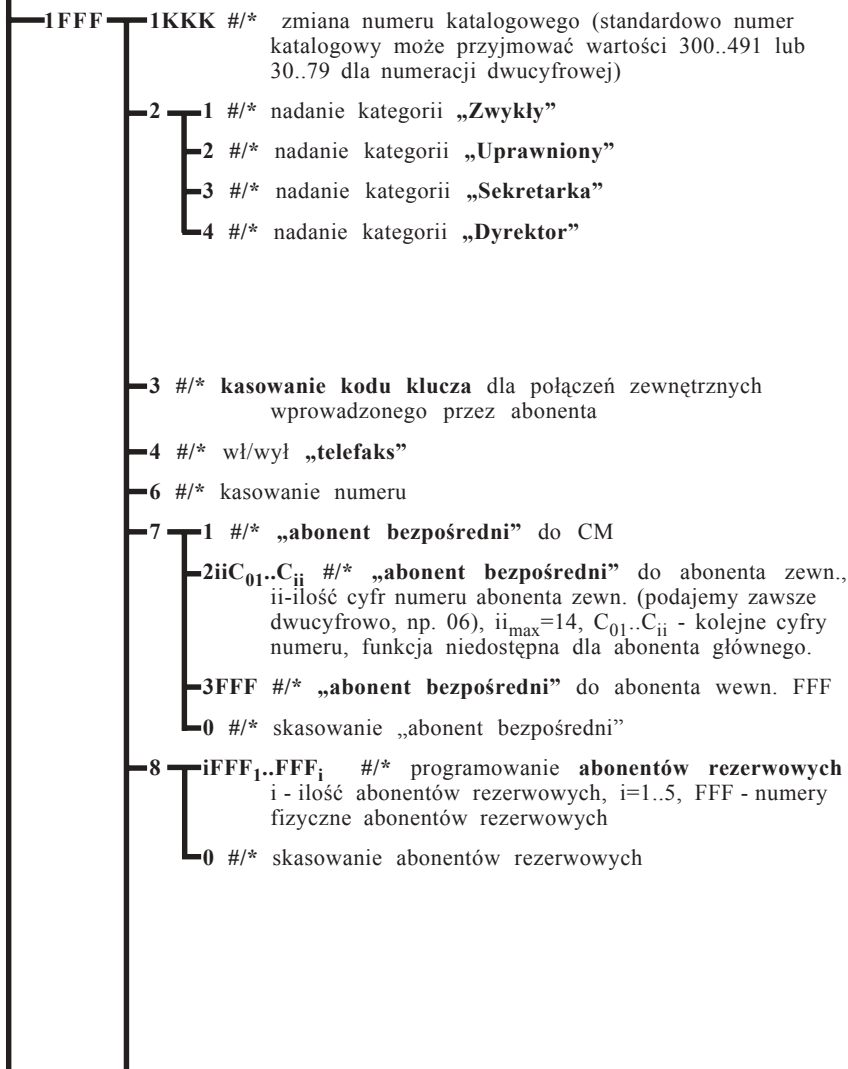 1FFF 1KKK #/* zmiana numeru katalogowego (standardowo numer
katalogowy może przyjmować wartości 300..491 lub
30..79 dla numeracji dwucyfrowej)
2 1 #/* nadanie kategorii „Zwykły”
2 #/* nadanie kategorii „Uprawniony”
3 #/* nadanie kategorii „Sekretarka”
4 #/* nadanie kategorii „Dyrektor”
3 #/* kasowanie kodu klucza dla połączeń zewnętrznych
wprowadzonego przez abonenta
4 #/* wł/wył „telefaks”
6 #/* kasowanie numeru
7 1 #/* „abonent bezpośredni” do CM
2iiC01..Cii #/* „abonent bezpośredni” do abonenta zewn.,
ii-ilość cyfr numeru abonenta zewn. (podajemy zawsze
dwucyfrowo, np. 06), iimax=14, C01..Cii - kolejne cyfry
numeru, funkcja niedostępna dla abonenta głównego.
3FFF #/* „abonent bezpośredni” do abonenta wewn. FFF
0 #/* skasowanie „abonent bezpośredni”
8 iFFF1..FFFi #/* programowanie abonentów rezerwowych
i - ilość abonentów rezerwowych, i=1..5, FFF - numery
fizyczne abonentów rezerwowych
0 #/* skasowanie abonentów rezerwowych